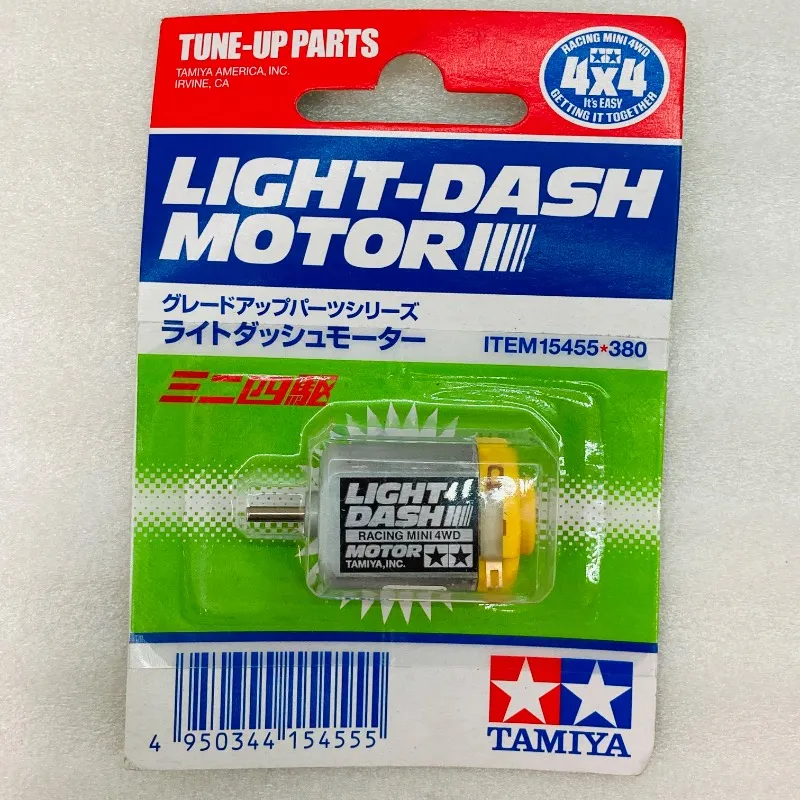 TUNE-UP PARTS
TAMIYA AMERICA, INC.
IRVINE, CA
RACING MINI 4WD
4x4
It's EASY
GETTING IT TOGETHER
LIGHT-DASH
MOTOR
グレードアップパーツシリーズ
ライトダッシュモーター
ITEM 15455★380
ミニ四駆
LIGHT
DASH
RACING MINI 4WD
MOTOR
TAMIYA, INC.
4 950344 154555
TAMIYA